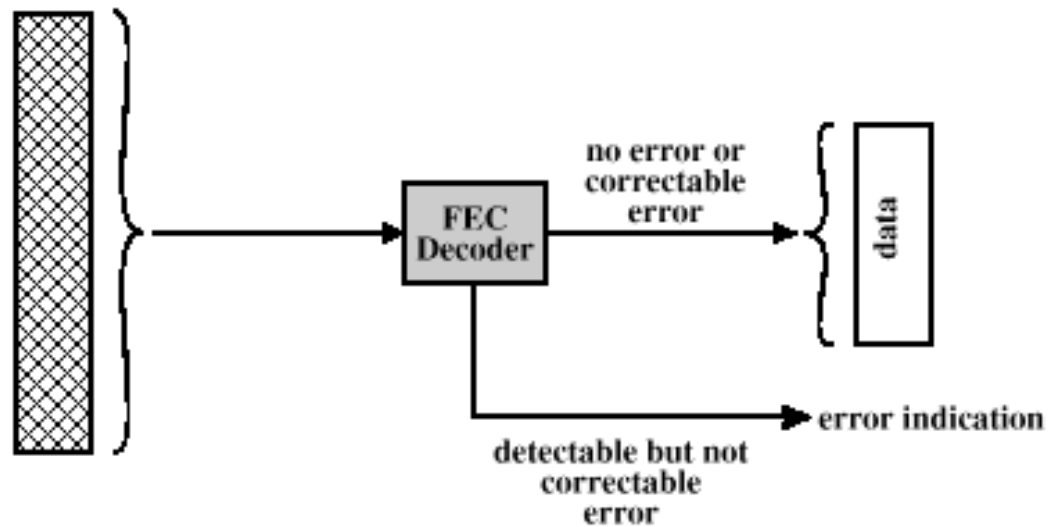 no error or
correctable
error
FEC
Decoder
data
error indication
detectable but not
correctable
error